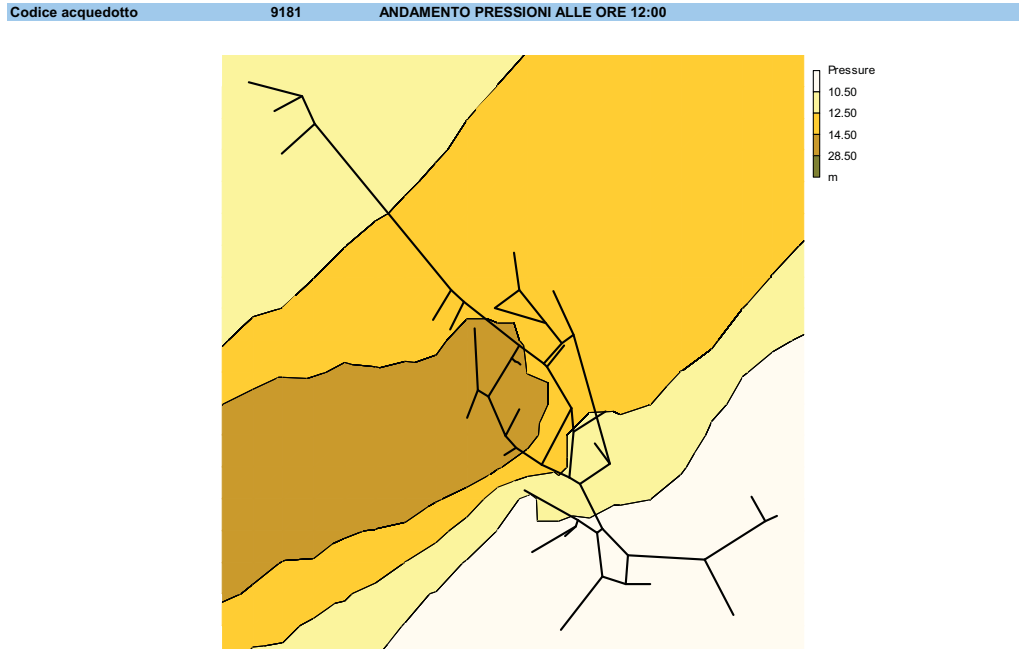 Codice acquedotto 9181 ANDAMENTO PRESSIONI ALLE ORE 12:00
Pressure
10.50
12.50
14.50
28.50
m